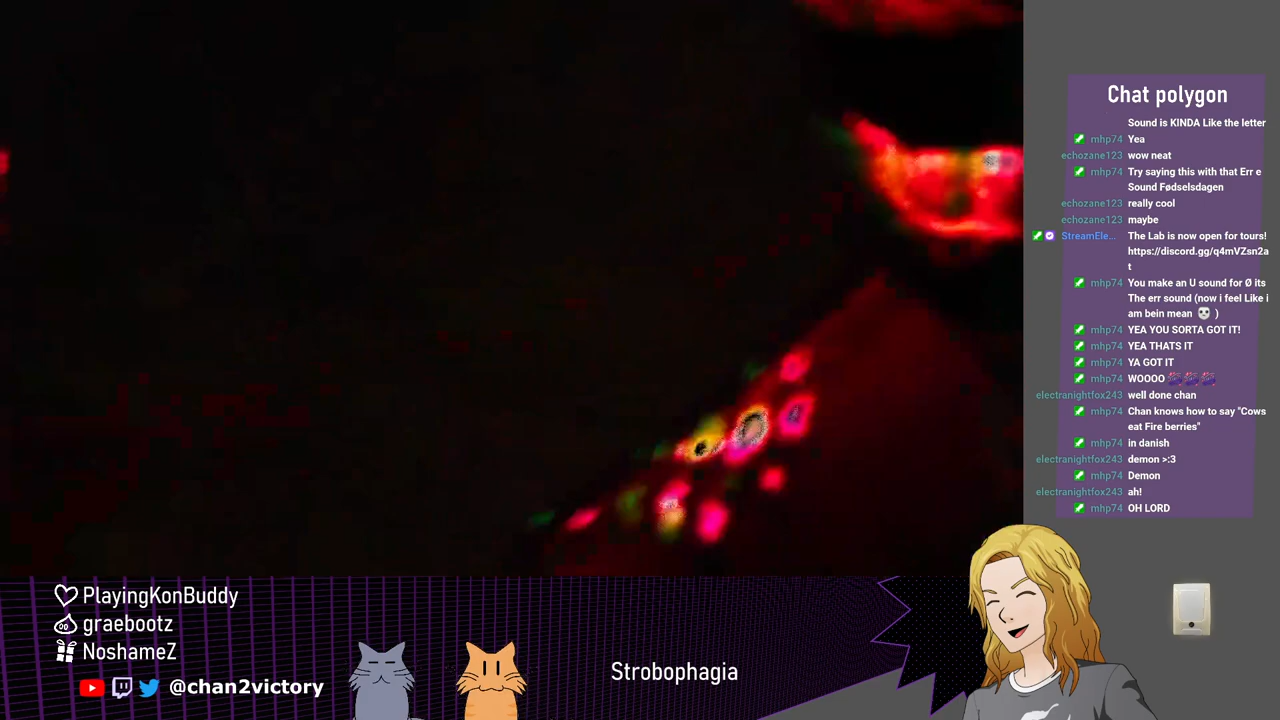 Chat polygon
Sound is KINDA Like the letter
mhp74 Yea
echozane123 wow neat
mhp74 Try saying this with that Err e
Sound Fødselsdagen
echozane123 really cool
echozane123 maybe
StreamEle... The Lab is now open for tours!
https://discord.gg/q4mVZsn2a
t
mhp74 You make an U sound for Ø its
The err sound (now i feel Like i
am bein mean 💀 )
mhp74 YEA YOU SORTA GOT IT!
mhp74 YEA THATS IT
mhp74 YA GOT IT
mhp74 WOOOO
electranightfox243 well done chan
mhp74 Chan knows how to say "Cows
eat Fire berries"
mhp74 in danish
electranightfox243 demon >:3
mhp74 Demon
electranightfox243 ah!
mhp74 OH LORD
PlayingKonBuddy
graebootz
NoshameZ
@chan2victory
Strobophagia